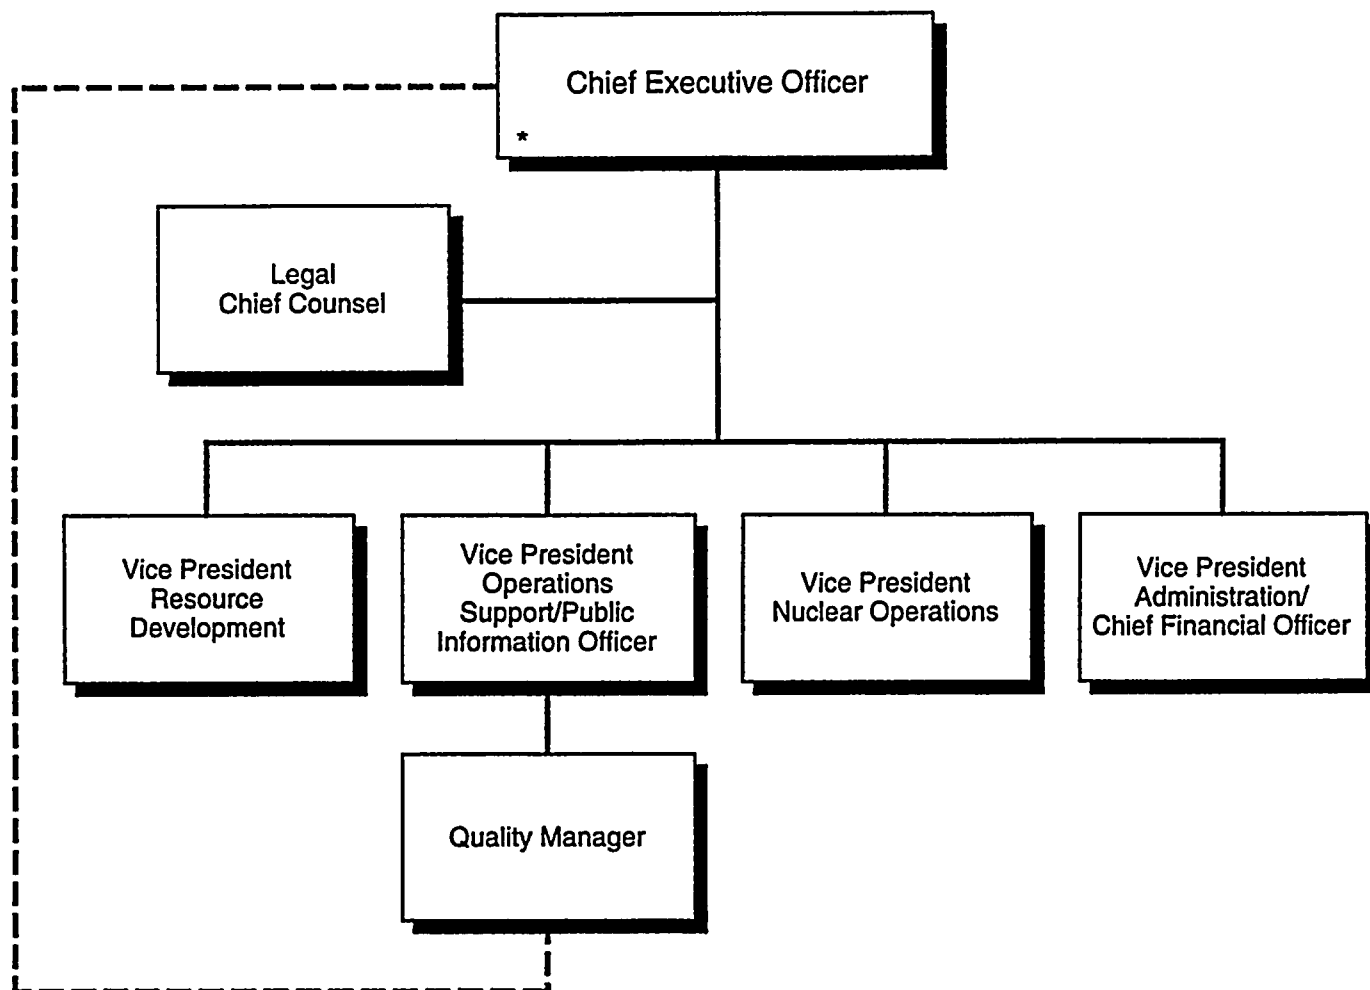 Chief Executive Officer
*
Legal
Chief Counsel
Vice President
Resource
Development
Vice President
Operations
Support/Public
Information Officer
Vice President
Nuclear Operations
Vice President
Administration/
Chief Financial Officer
Quality Manager